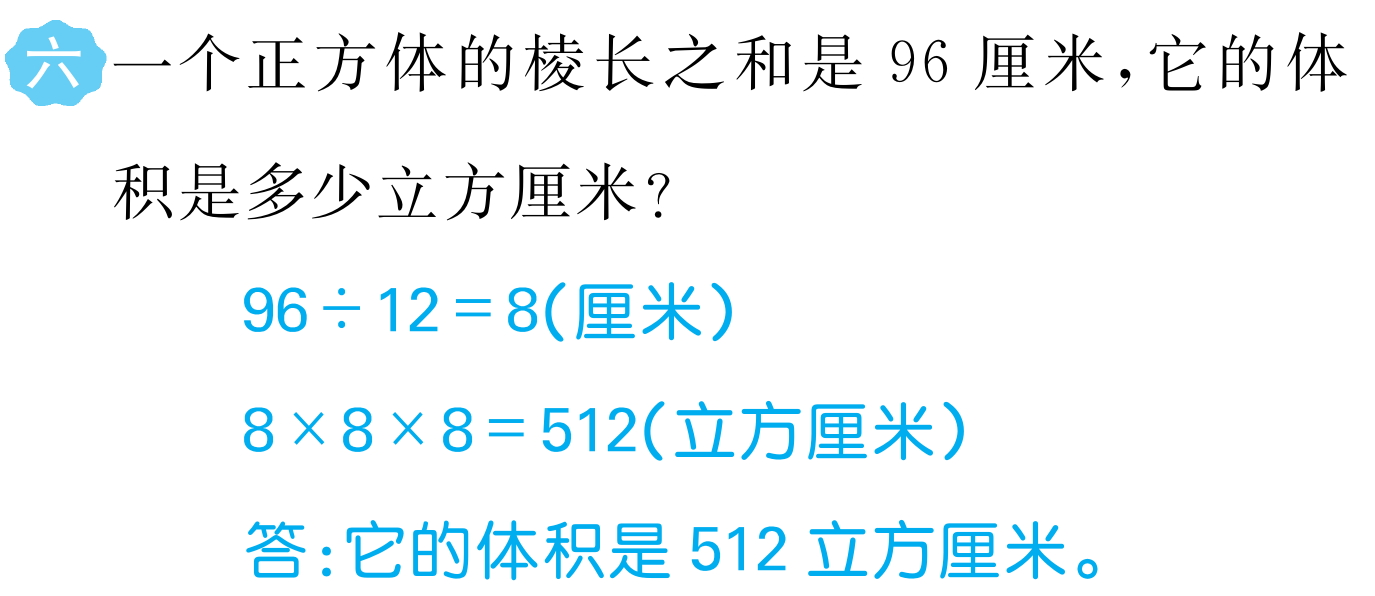 六 一个正方体的棱长之和是 96 厘米,它的体
积是多少立方厘米?
96÷12=8(厘米)
8×8×8=512(立方厘米)
答:它的体积是 512 立方厘米。